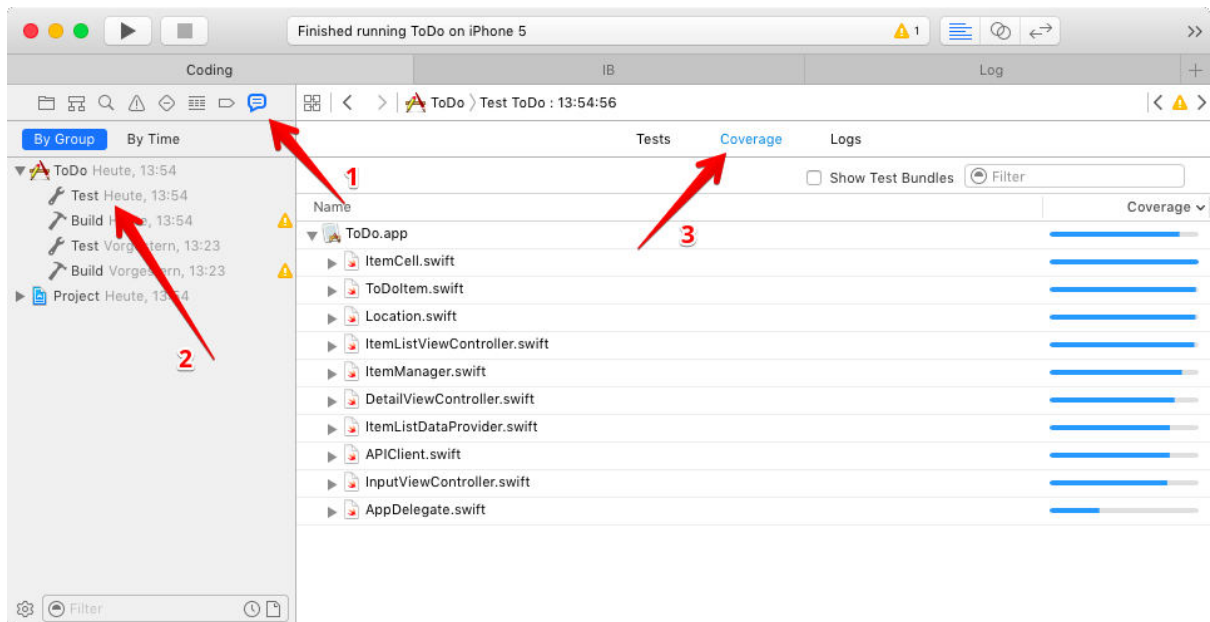 Finished running ToDo on iPhone 5
1
Coding
IB
Log
ToDo
Test ToDo : 13:54:56
By Group
By Time
Tests
Coverage
Logs
ToDo Heute, 13:54
Test Heute, 13:54
Build 13:54
Test 13:23
Build 13:23
Project Heute,
1
2
3
Show Test Bundles
Filter
Name
Coverage
ToDo.app
ItemCell.swift
ToDoItem.swift
Location.swift
ItemListViewController.swift
ItemManager.swift
DetailViewController.swift
ItemListDataProvider.swift
APIClient.swift
InputViewController.swift
AppDelegate.swift
Filter